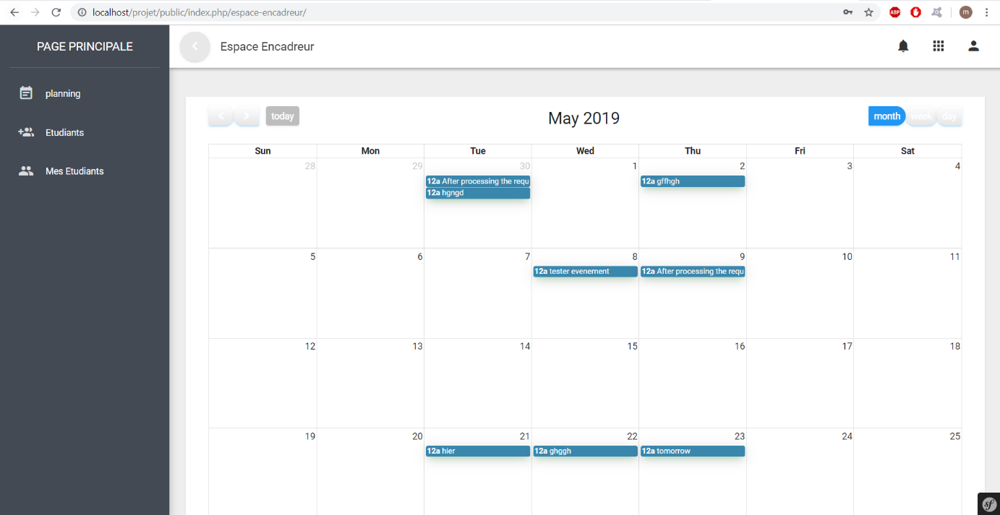 localhost/projet/public/index.php/espace-encadreur/
ABP
m
PAGE PRINCIPALE
Espace Encadreur
planning
Etudiants
Mes Etudiants
today
May 2019
month week day
Sun Mon Tue Wed Thu Fri Sat
28 29 30 1 2 3 4
12a After processing the requ
12a gffhgh
12a hgngd
5 6 7 8 9 10 11
12a tester evenement
12a After processing the requ
12 13 14 15 16 17 18
19 20 21 22 23 24 25
12a hier
12a ghggh
12a tomorrow
sf